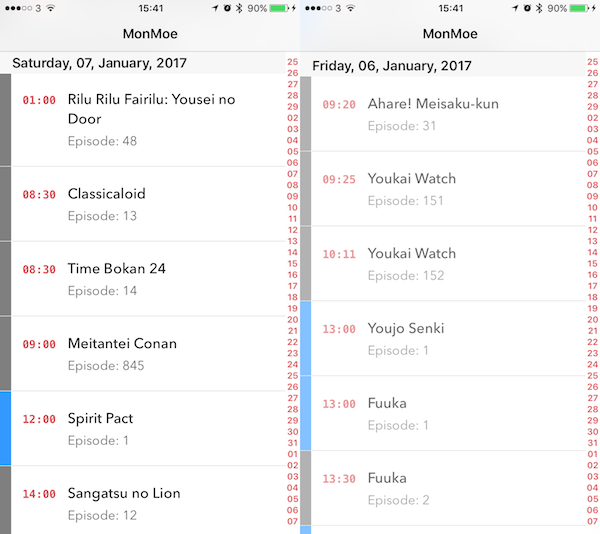 3 15:41 90%
MonMoe
Saturday, 07, January, 2017
01:00 Rilu Rilu Fairilu: Yousei no
Door
Episode: 48
08:30 Classicaloid
Episode: 13
08:30 Time Bokan 24
Episode: 14
09:00 Meitantei Conan
Episode: 845
12:00 Spirit Pact
Episode: 1
14:00 Sangatsu no Lion
Episode: 12
25
26
27
28
29
02
03
04
05
06
07
08
09
10
11
12
13
14
15
16
17
18
19
20
21
22
23
24
25
26
27
28
29
30
31
01
02
03
04
05
06
07
3 15:41 90%
MonMoe
Friday, 06, January, 2017
09:20 Ahare! Meisaku-kun
Episode: 31
09:25 Youkai Watch
Episode: 151
10:11 Youkai Watch
Episode: 152
13:00 Youjo Senki
Episode: 1
13:00 Fuuka
Episode: 1
13:30 Fuuka
Episode: 2
25
26
27
28
29
02
03
04
05
06
07
08
09
10
11
12
13
14
15
16
17
18
19
20
21
22
23
24
25
26
27
28
29
30
31
01
02
03
04
05
06
07